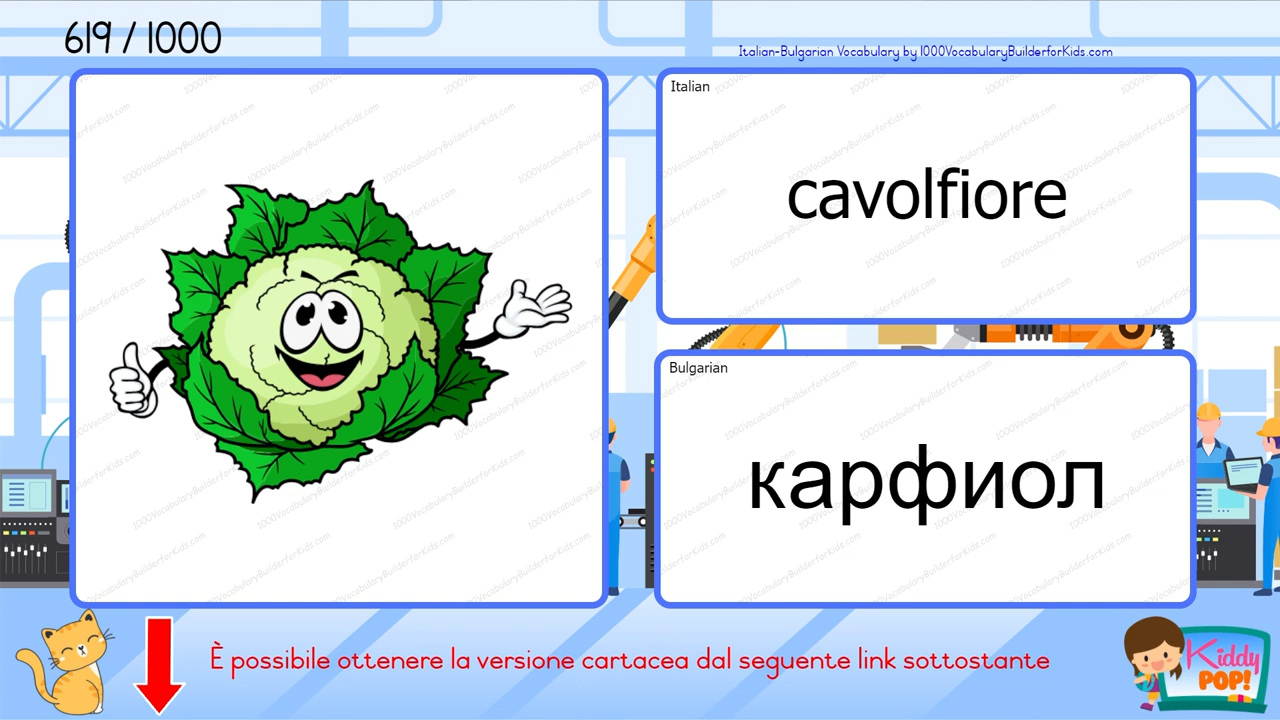 619 / 1000
Italian-Bulgarian Vocabulary by 1000VocabularyBuilderforKids.com
Italian
cavolfiore
Bulgarian
карфиол
È possibile ottenere la versione cartacea dal seguente link sottostante
Kiddy
POP!